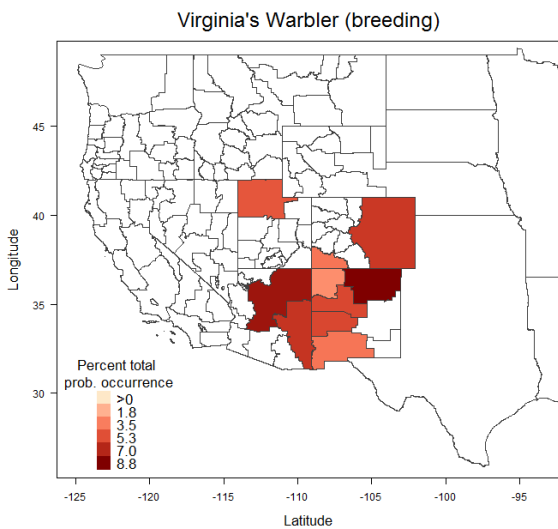 Virginia's Warbler (breeding)
Longitude
45
40
35
30
Percent total
prob. occurrence
>0
1.8
3.5
5.3
7.0
8.8
-125 -120 -115 -110 -105 -100 -95
Latitude